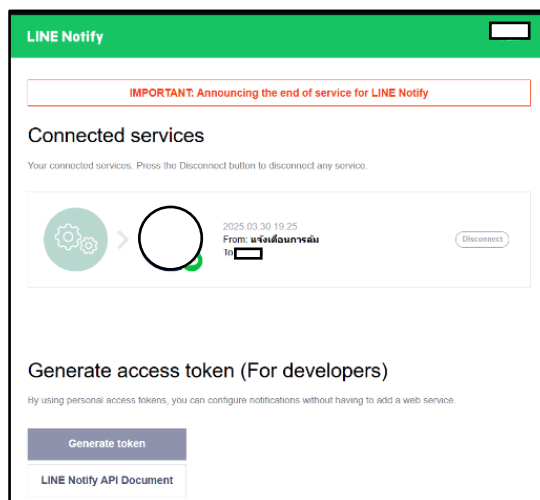 LINE Notify
IMPORTANT: Announcing the end of service for LINE Notify
Connected services
Your connected services. Press the Disconnect button to disconnect any service.
2025.03.30 19:25
From: แจ้งเตือนการล้ม
To
Disconnect
Generate access token (For developers)
By using personal access tokens, you can configure notifications without having to add a web service.
Generate token
LINE Notify API Document